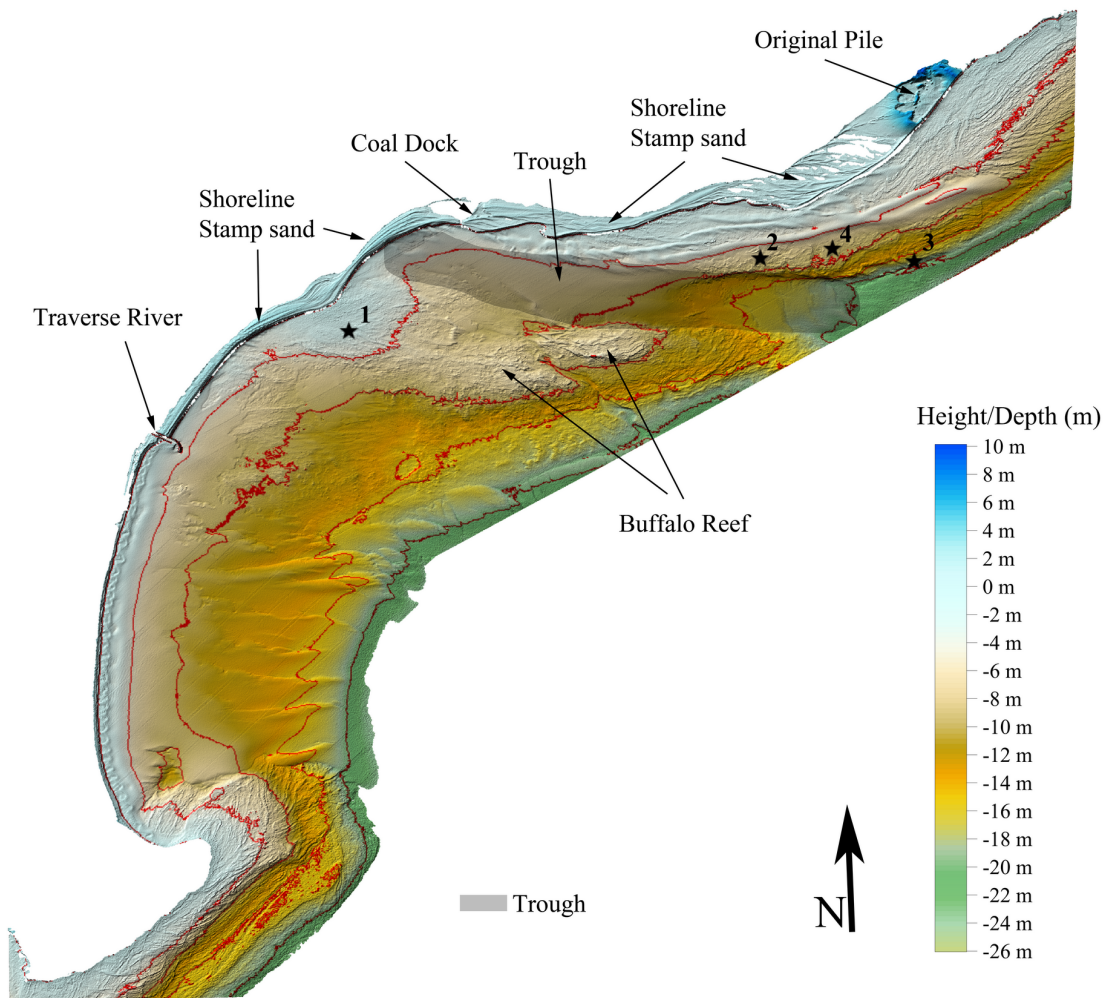 Original Pile
Shoreline
Stamp sand
Coal Dock
Trough
Shoreline
Stamp sand
2
4
3
1
Traverse River
Buffalo Reef
Height/Depth (m)
10 m
8 m
6 m
4 m
2 m
0 m
-2 m
-4 m
-6 m
-8 m
-10 m
-12 m
-14 m
-16 m
-18 m
-20 m
-22 m
-24 m
-26 m
N
Trough